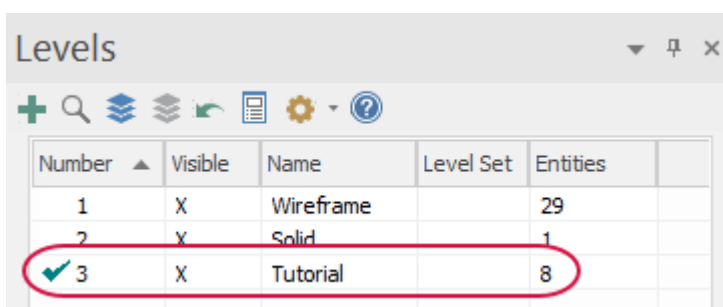 Levels
Number Visible Name Level Set Entities
1 X Wireframe 29
2 X Solid 1
3 X Tutorial 8